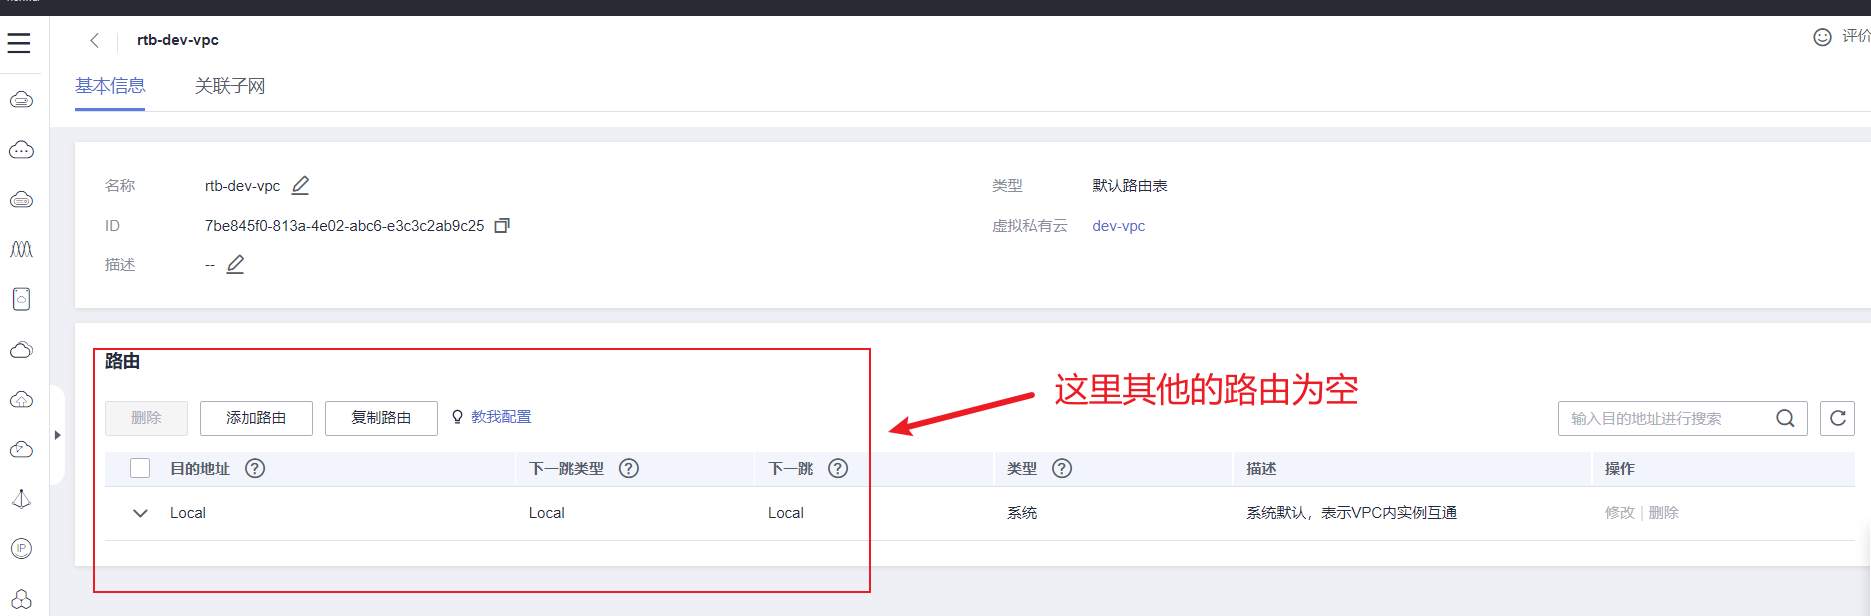 rtb-dev-vpc
评价
基本信息 关联子网
名称 rtb-dev-vpc 类型 默认路由表
ID 7be845f0-813a-4e02-abc6-e3c3c2ab9c25 虚拟私有云 dev-vpc
描述 --
路由
这里其他的路由为空
删除 添加路由 复制路由 教我配置 输入目的地址进行搜索
目的地址 ? 下一跳类型 ? 下一跳 ? 类型 ? 描述 操作
Local Local Local 系统 系统默认，表示VPC内实例互通 修改 | 删除
IP